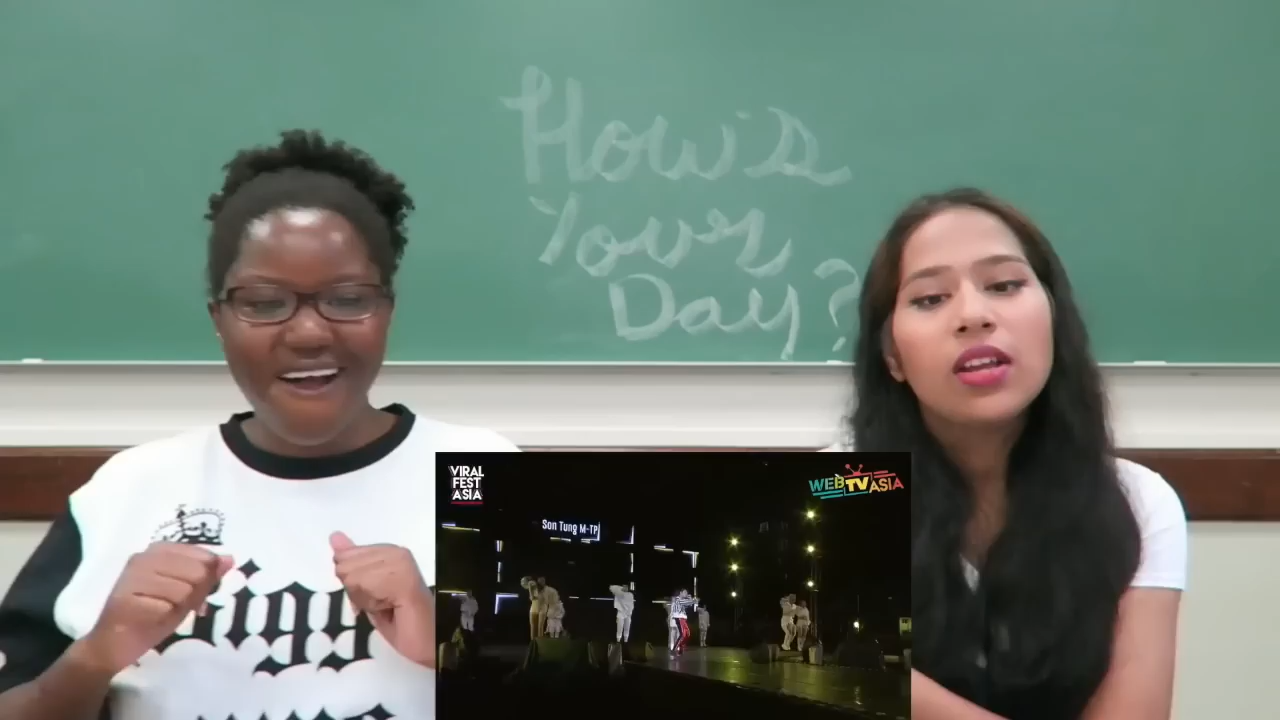 How's
Your
Day?
VIRAL
FEST
ASIA
WEBTVASIA
Son Tung M-TP